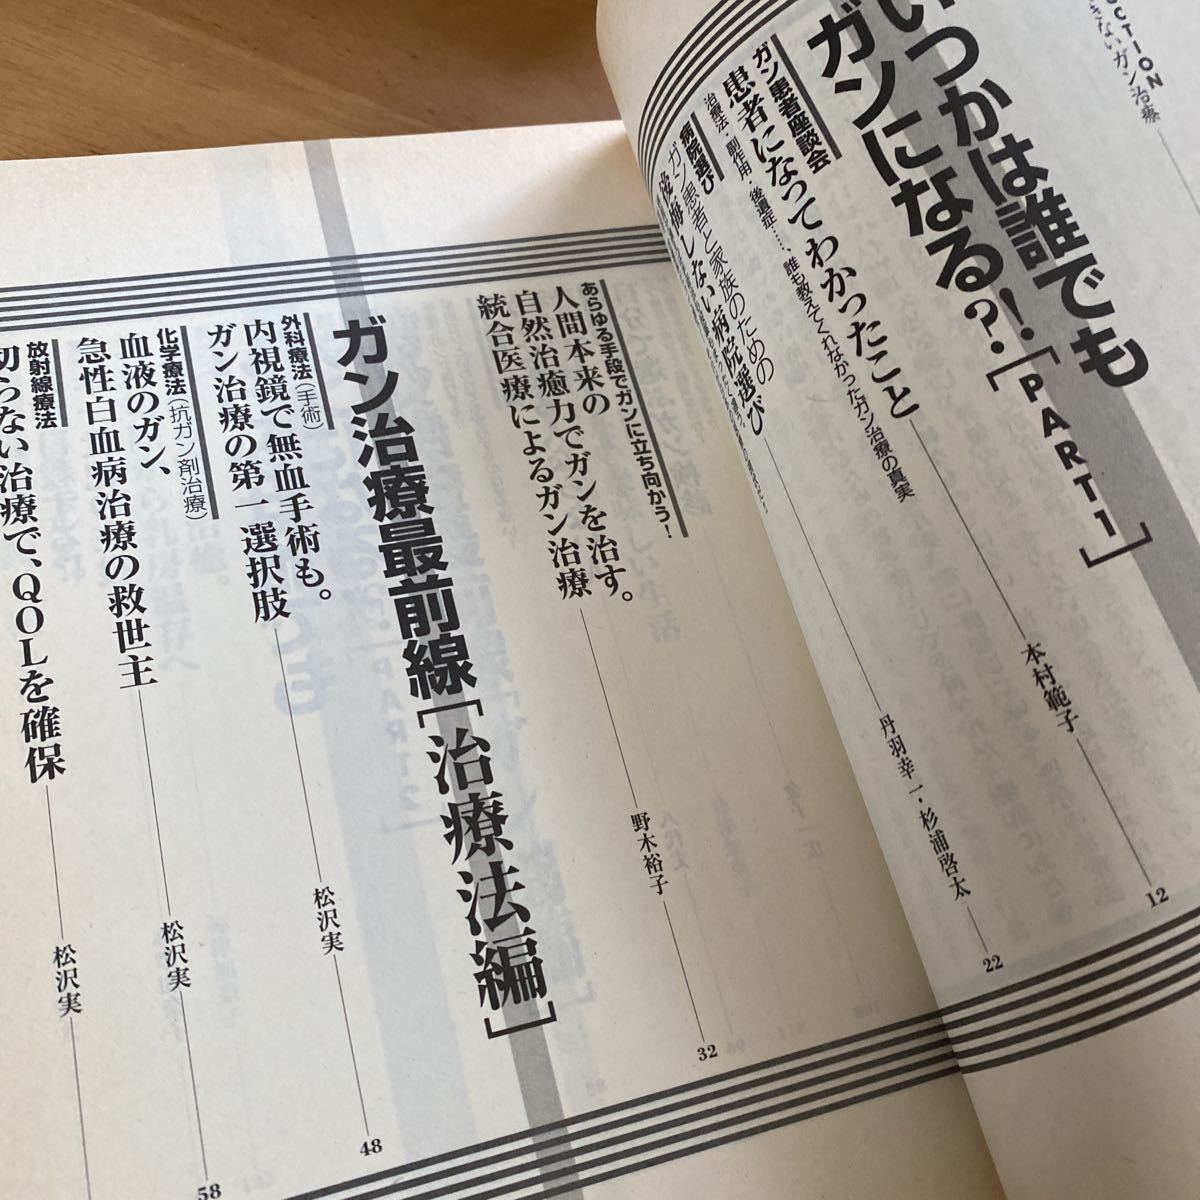 UCTION
きないガン治療
いつかは誰でも
ガンになる?![PART1]
ガン患者座談会
患者になってわかったこと
治療法・副作用・後遺症……、誰も教えてくれなかったガン治療の真実
本村範子
12
病院選び
ガン患者と家族のための
後悔しない病院選び
丹羽幸一・杉浦啓太
22
あらゆる手段でガンに立ち向かう!
人間本来の
自然治癒力でガンを治す。
統合医療によるガン治療
野木裕子
32
ガン治療最前線[治療法編]
外科療法(手術)
内視鏡で無血手術も。
ガン治療の第一選択肢
松沢実
48
化学療法(抗ガン剤治療)
血液のガン、
急性白血病治療の救世主
松沢実
58
放射線療法
切らない治療で、QOLを確保
松沢実